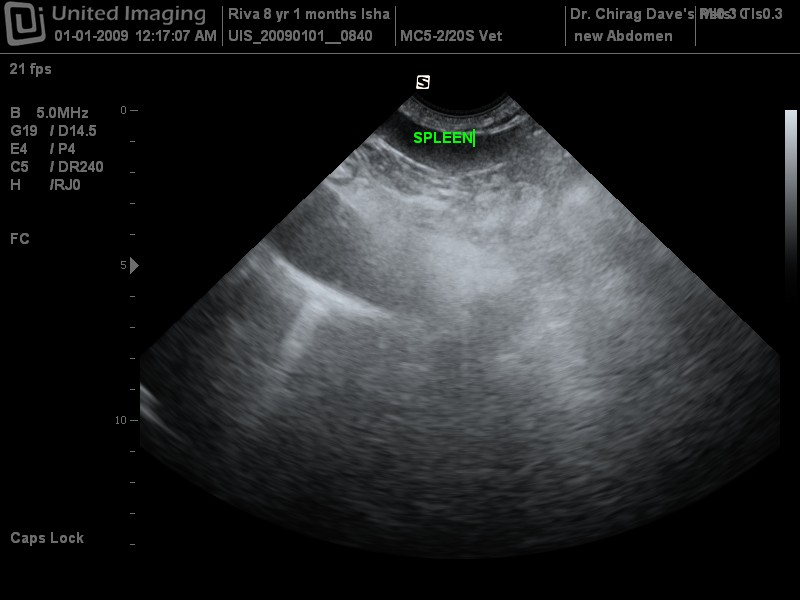 United Imaging
01-01-2009 12:17:07 AM
Riva 8 yr 1 months Isha
UIS_20090101__0840
MC5-2/20S Vet
Dr. Chirag Dave's
TIs0.3
new Abdomen
21 fps
S
0
SPLEEN
B 5.0MHz
G19 / D14.5
E4 / P4
C5 / DR240
H /RJ0
FC
5
10
Caps Lock